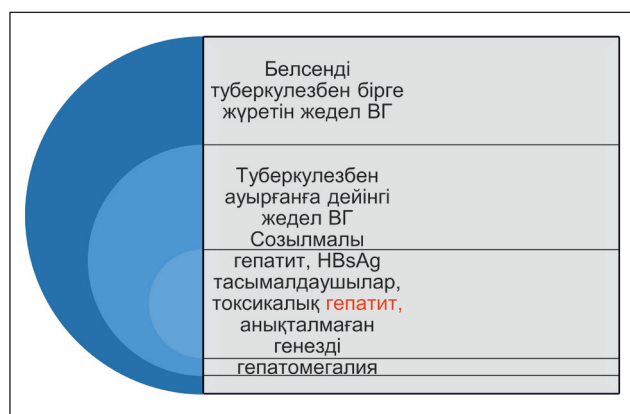 Белсенді
туберкулезбен бірге
жүретін жедел ВГ
Туберкулезбен
ауырғанға дейінгі
жедел ВГ
Созылмалы
гепатит, HBsAg
тасымалдаушылар,
токсикалық гепатит,
анықталмаған
генезді
гепатомегалия